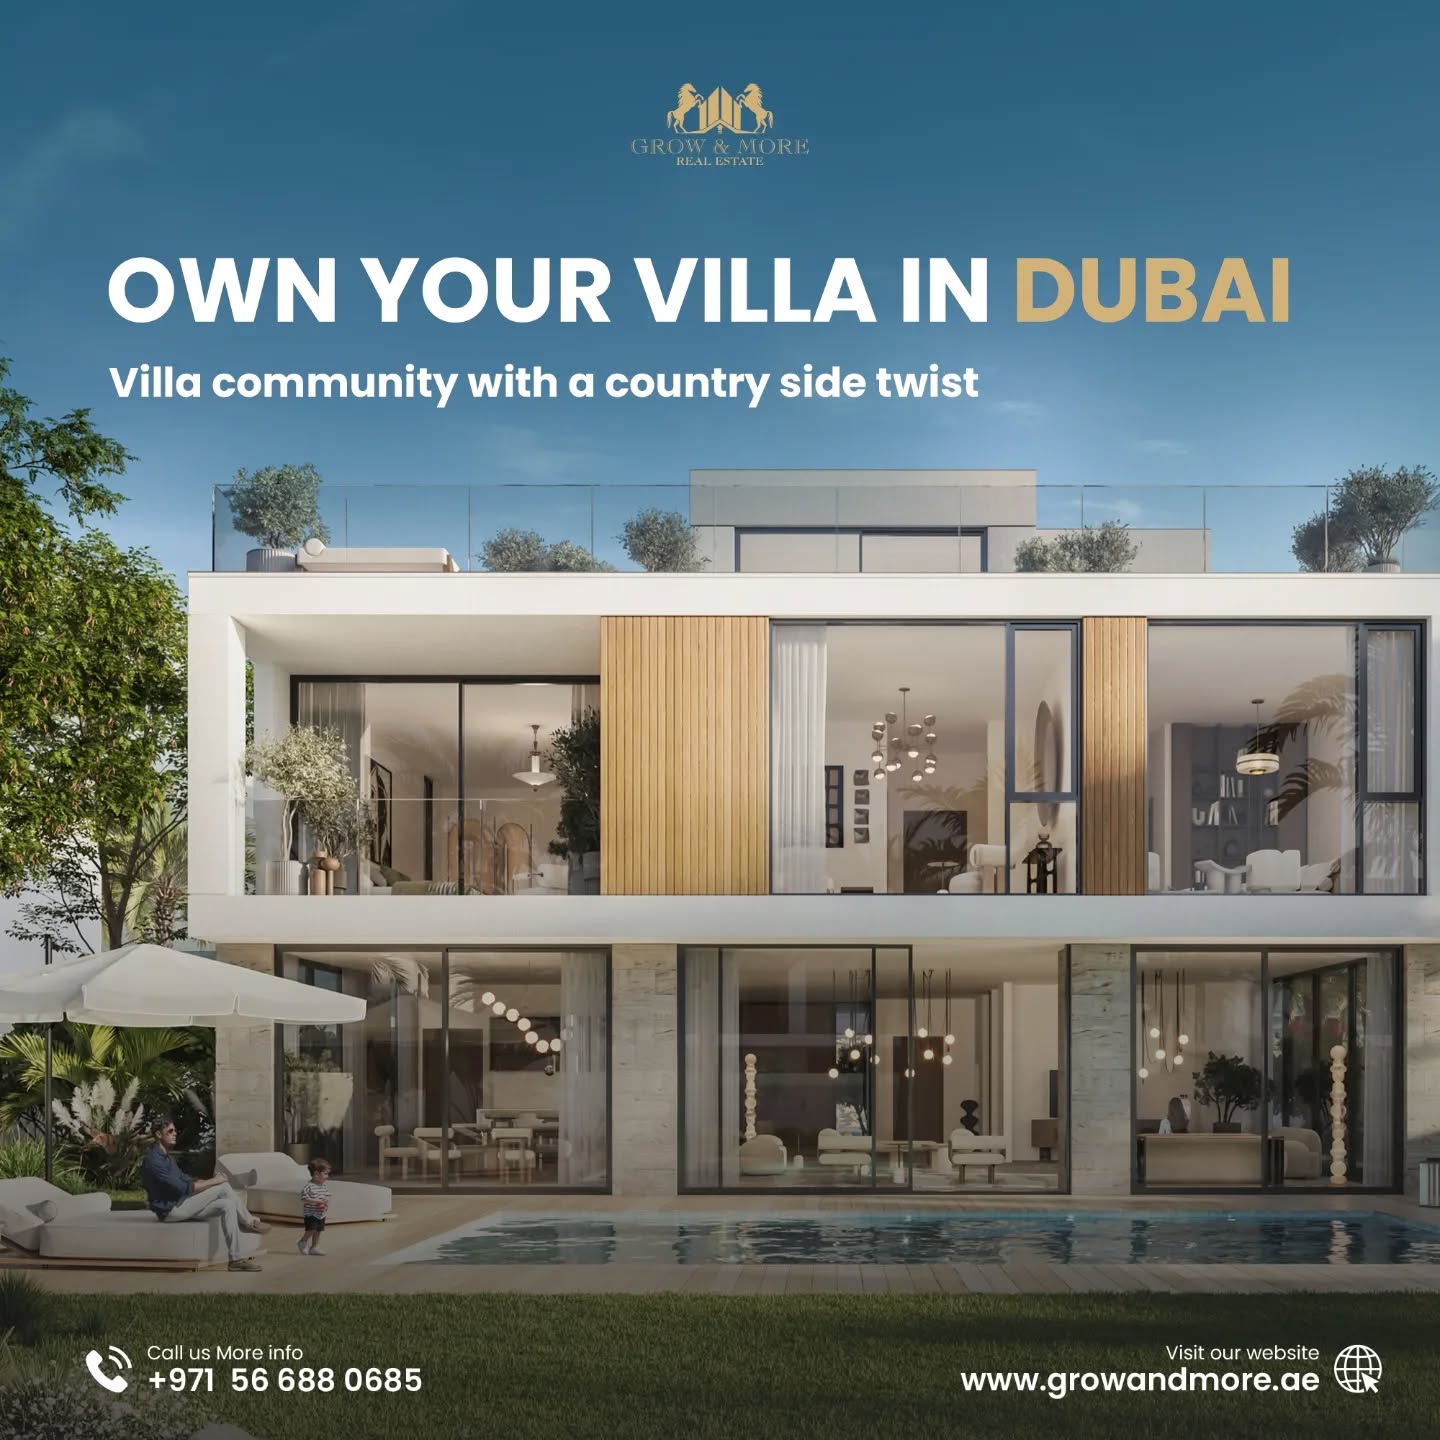 GROW & MORE
REAL ESTATE
OWN YOUR VILLA IN DUBAI
Villa community with a country side twist
Call us More info
+971 56 688 0685
Visit our website
www.growandmore.ae